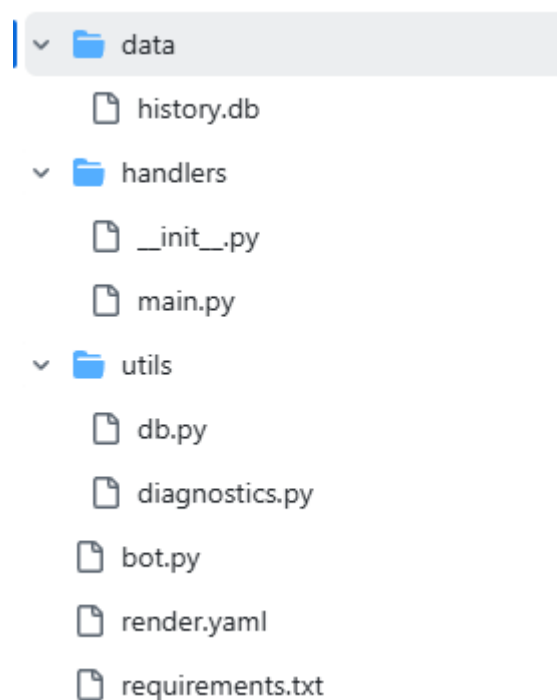 data
history.db
handlers
__init__.py
main.py
utils
db.py
diagnostics.py
bot.py
render.yaml
requirements.txt